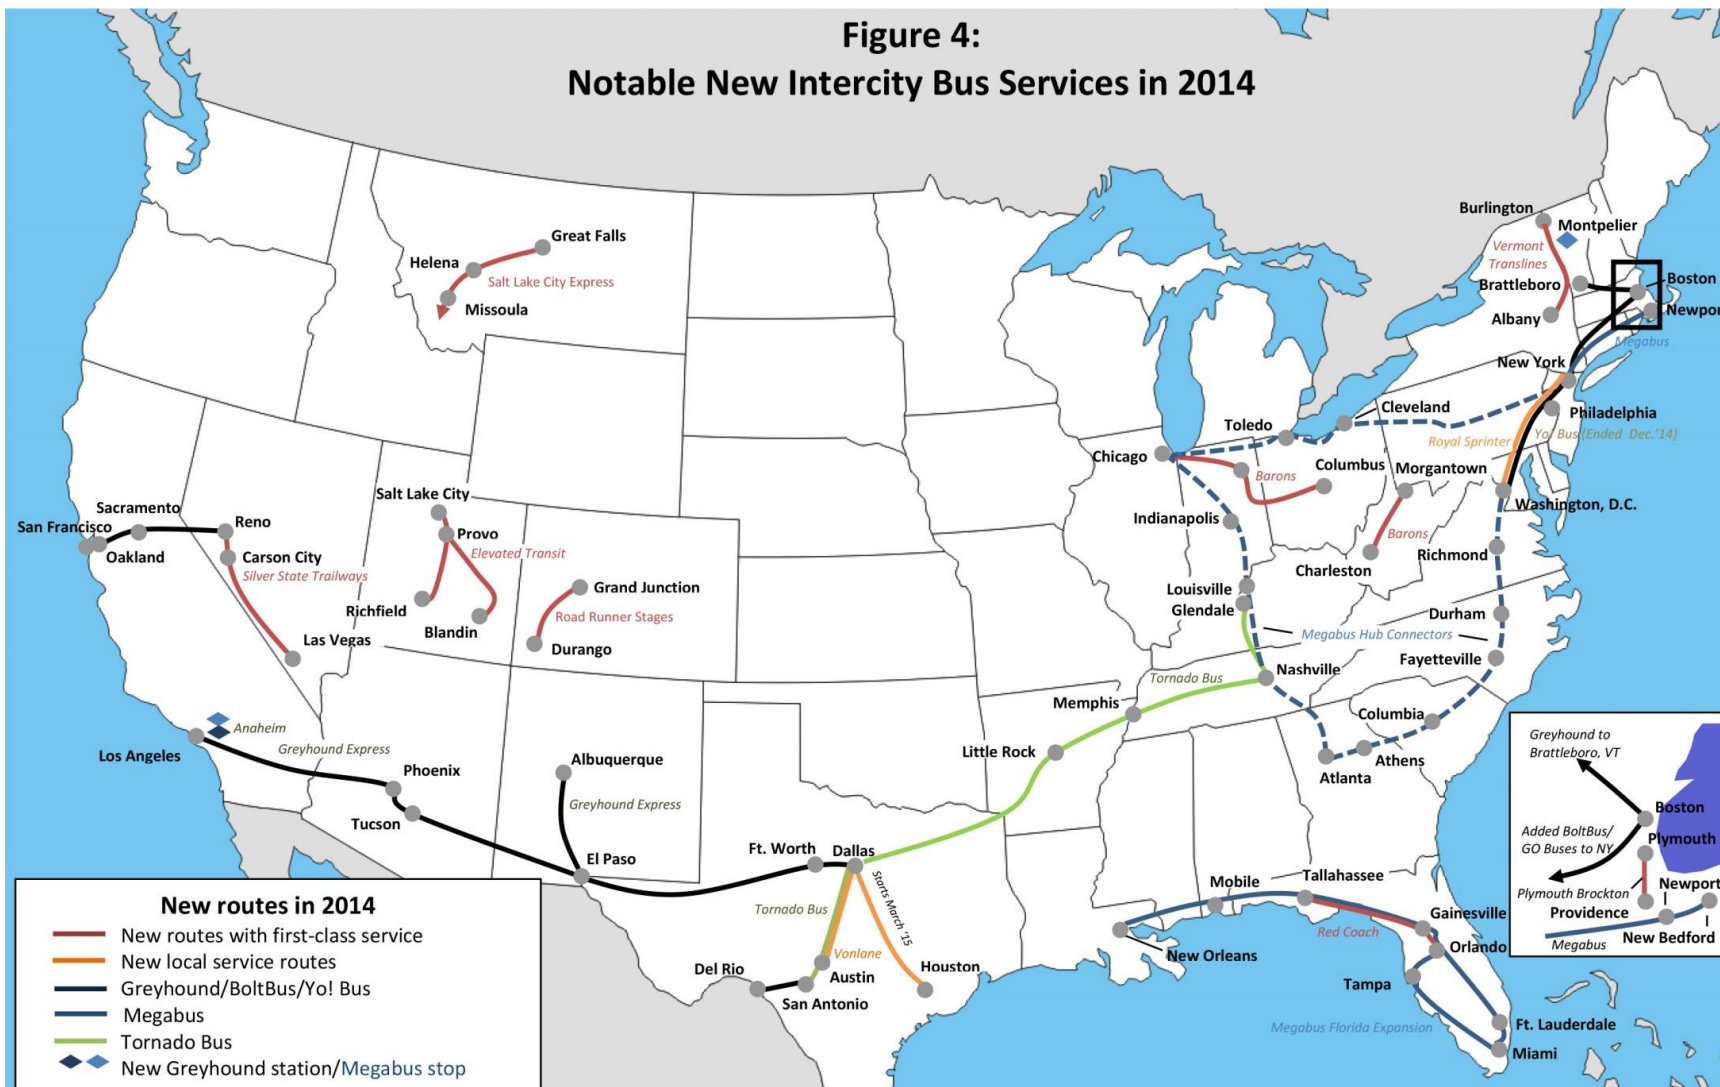 Figure 4:
Notable New Intercity Bus Services in 2014
Burlington
Montpelier
Vermont
Translines
Brattleboro
Boston
Albany
Newpor
Megabus
New York
Great Falls
Helena
Salt Lake City Express
Missoula
Cleveland
Toledo
Philadelphia
Royal Sprinter
Yo! Bus (Ended Dec.'14)
Chicago
Barons
Columbus
Morgantown
Washington, D.C.
Salt Lake City
Sacramento
San Francisco
Oakland
Reno
Provo
Carson City
Elevated Transit
Silver State Trailways
Indianapolis
Barons
Charleston
Richmond
Grand Junction
Richfield
Blandin
Road Runner Stages
Durango
Las Vegas
Louisville
Glendale
Durham
Megabus Hub Connectors
Fayetteville
Nashville
Tornado Bus
Memphis
Columbia
Little Rock
Athens
Atlanta
Anaheim
Los Angeles
Greyhound Express
Phoenix
Tucson
Albuquerque
Greyhound Express
El Paso
Ft. Worth
Dallas
Starts March '15
Tornado Bus
Vonlane
Del Rio
Austin
San Antonio
Houston
Mobile
Tallahassee
Gainesville
Red Coach
Orlando
New Orleans
Tampa
Megabus Florida Expansion
Ft. Lauderdale
Miami
Greyhound to
Brattleboro, VT
Boston
Added BoltBus/
GO Buses to NY
Plymouth
Plymouth Brockton
Newport
Providence
New Bedford
Megabus
New routes in 2014
New routes with first-class service
New local service routes
Greyhound/BoltBus/Yo! Bus
Megabus
Tornado Bus
New Greyhound station/Megabus stop